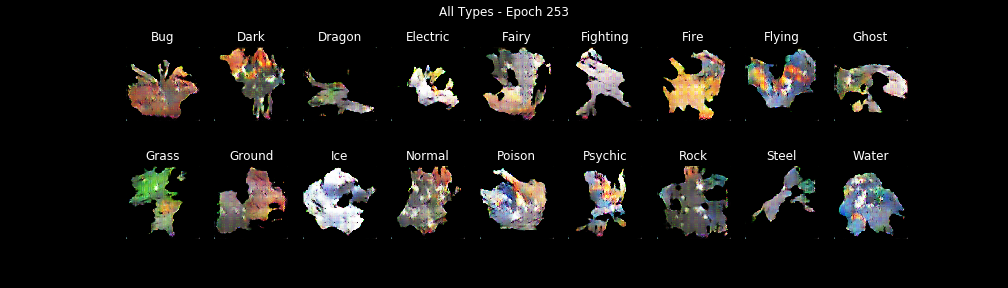 All Types - Epoch 253
Bug Dark Dragon Electric Fairy Fighting Fire Flying Ghost
Grass Ground Ice Normal Poison Psychic Rock Steel Water